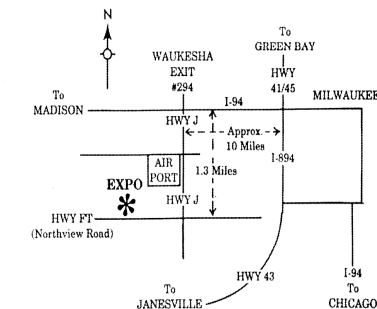 N
To
GREEN BAY
WAUKESHA
EXIT
#294
HWY
41/45
To
MADISON
I-94
MILWAUKEE
HWY J
Approx.
10 Miles
I-894
AIR
PORT
1.3 Miles
EXPO
*
HWY J
HWY FT
(Northview Road)
HWY 43
To
JANESVILLE
I-94
To
CHICAGO